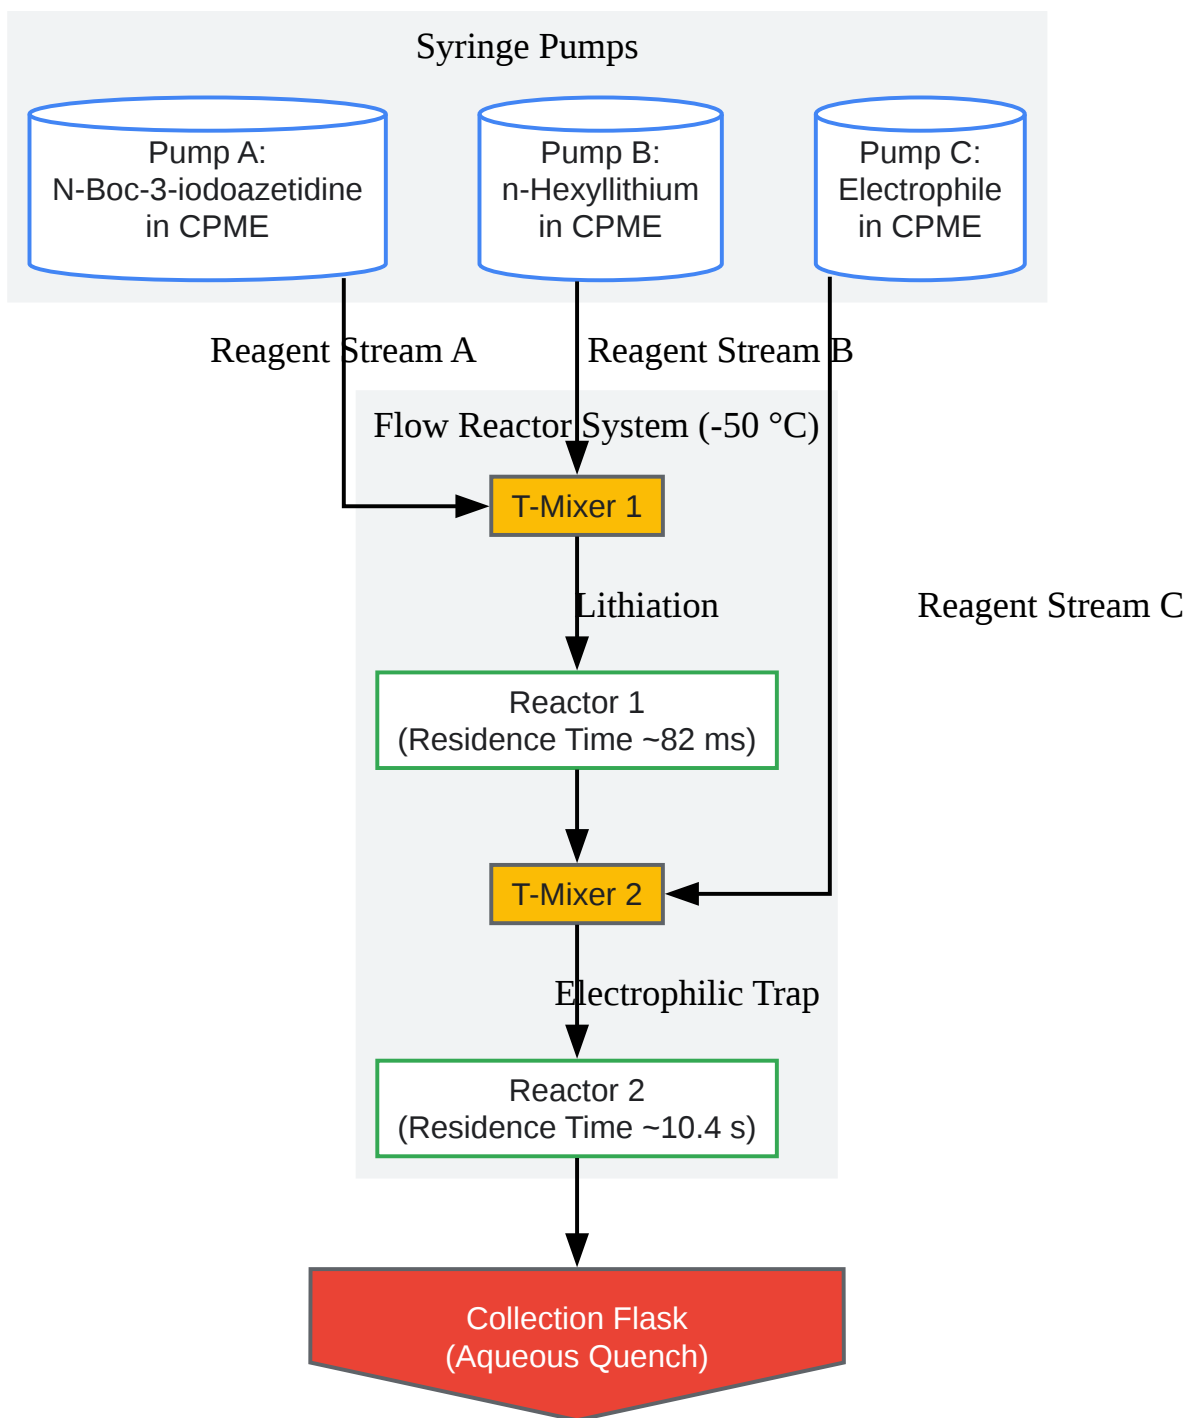 Syringe Pumps
Pump A:
N-Boc-3-iodoazetidine
in CPME
Pump B:
n-Hexyllithium
in CPME
Pump C:
Electrophile
in CPME
Reagent Stream A
Reagent Stream B
Flow Reactor System (-50 °C)
T-Mixer 1
Lithiation
Reagent Stream C
Reactor 1
(Residence Time ~82 ms)
T-Mixer 2
Electrophilic Trap
Reactor 2
(Residence Time ~10.4 s)
Collection Flask
(Aqueous Quench)